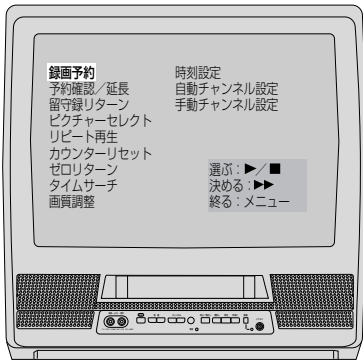 録画予約
予約確認／延長
留守録リターン
ピクチャーセレクト
リピート再生
カウンターリセット
ゼロリターン
タイムサーチ
画質調整
時刻設定
自動チャンネル設定
手動チャンネル設定
選ぶ：▶／■
決める：▶▶
終る：メニュー